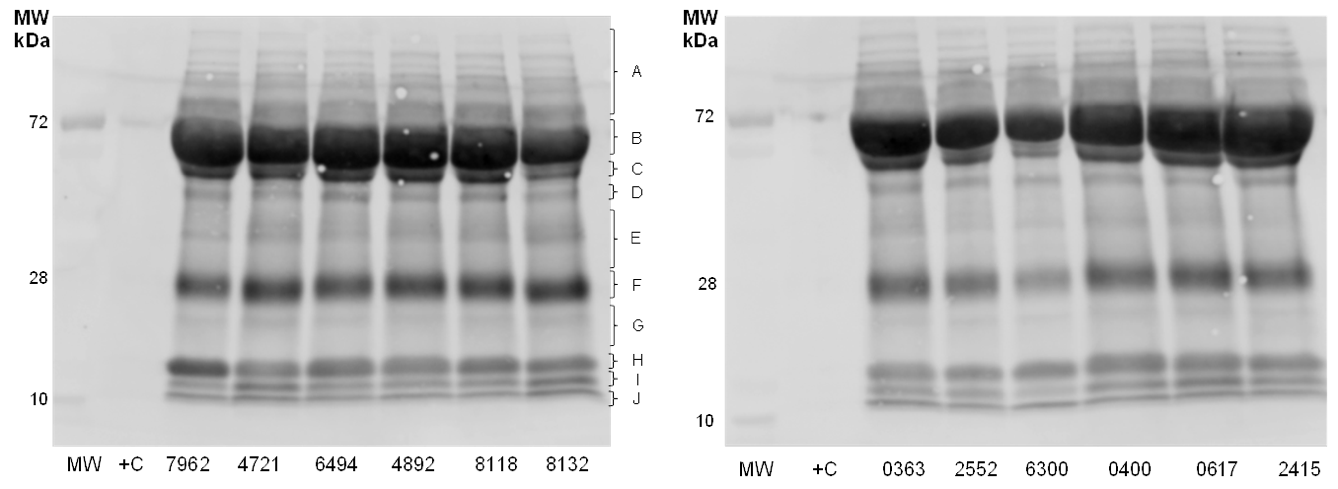 MW
kDa
72
28
10
A
B
C
D
E
F
G
H
I
J
MW +C 7962 4721 6494 4892 8118 8132
MW
kDa
72
28
10
MW +C 0363 2552 6300 0400 0617 2415